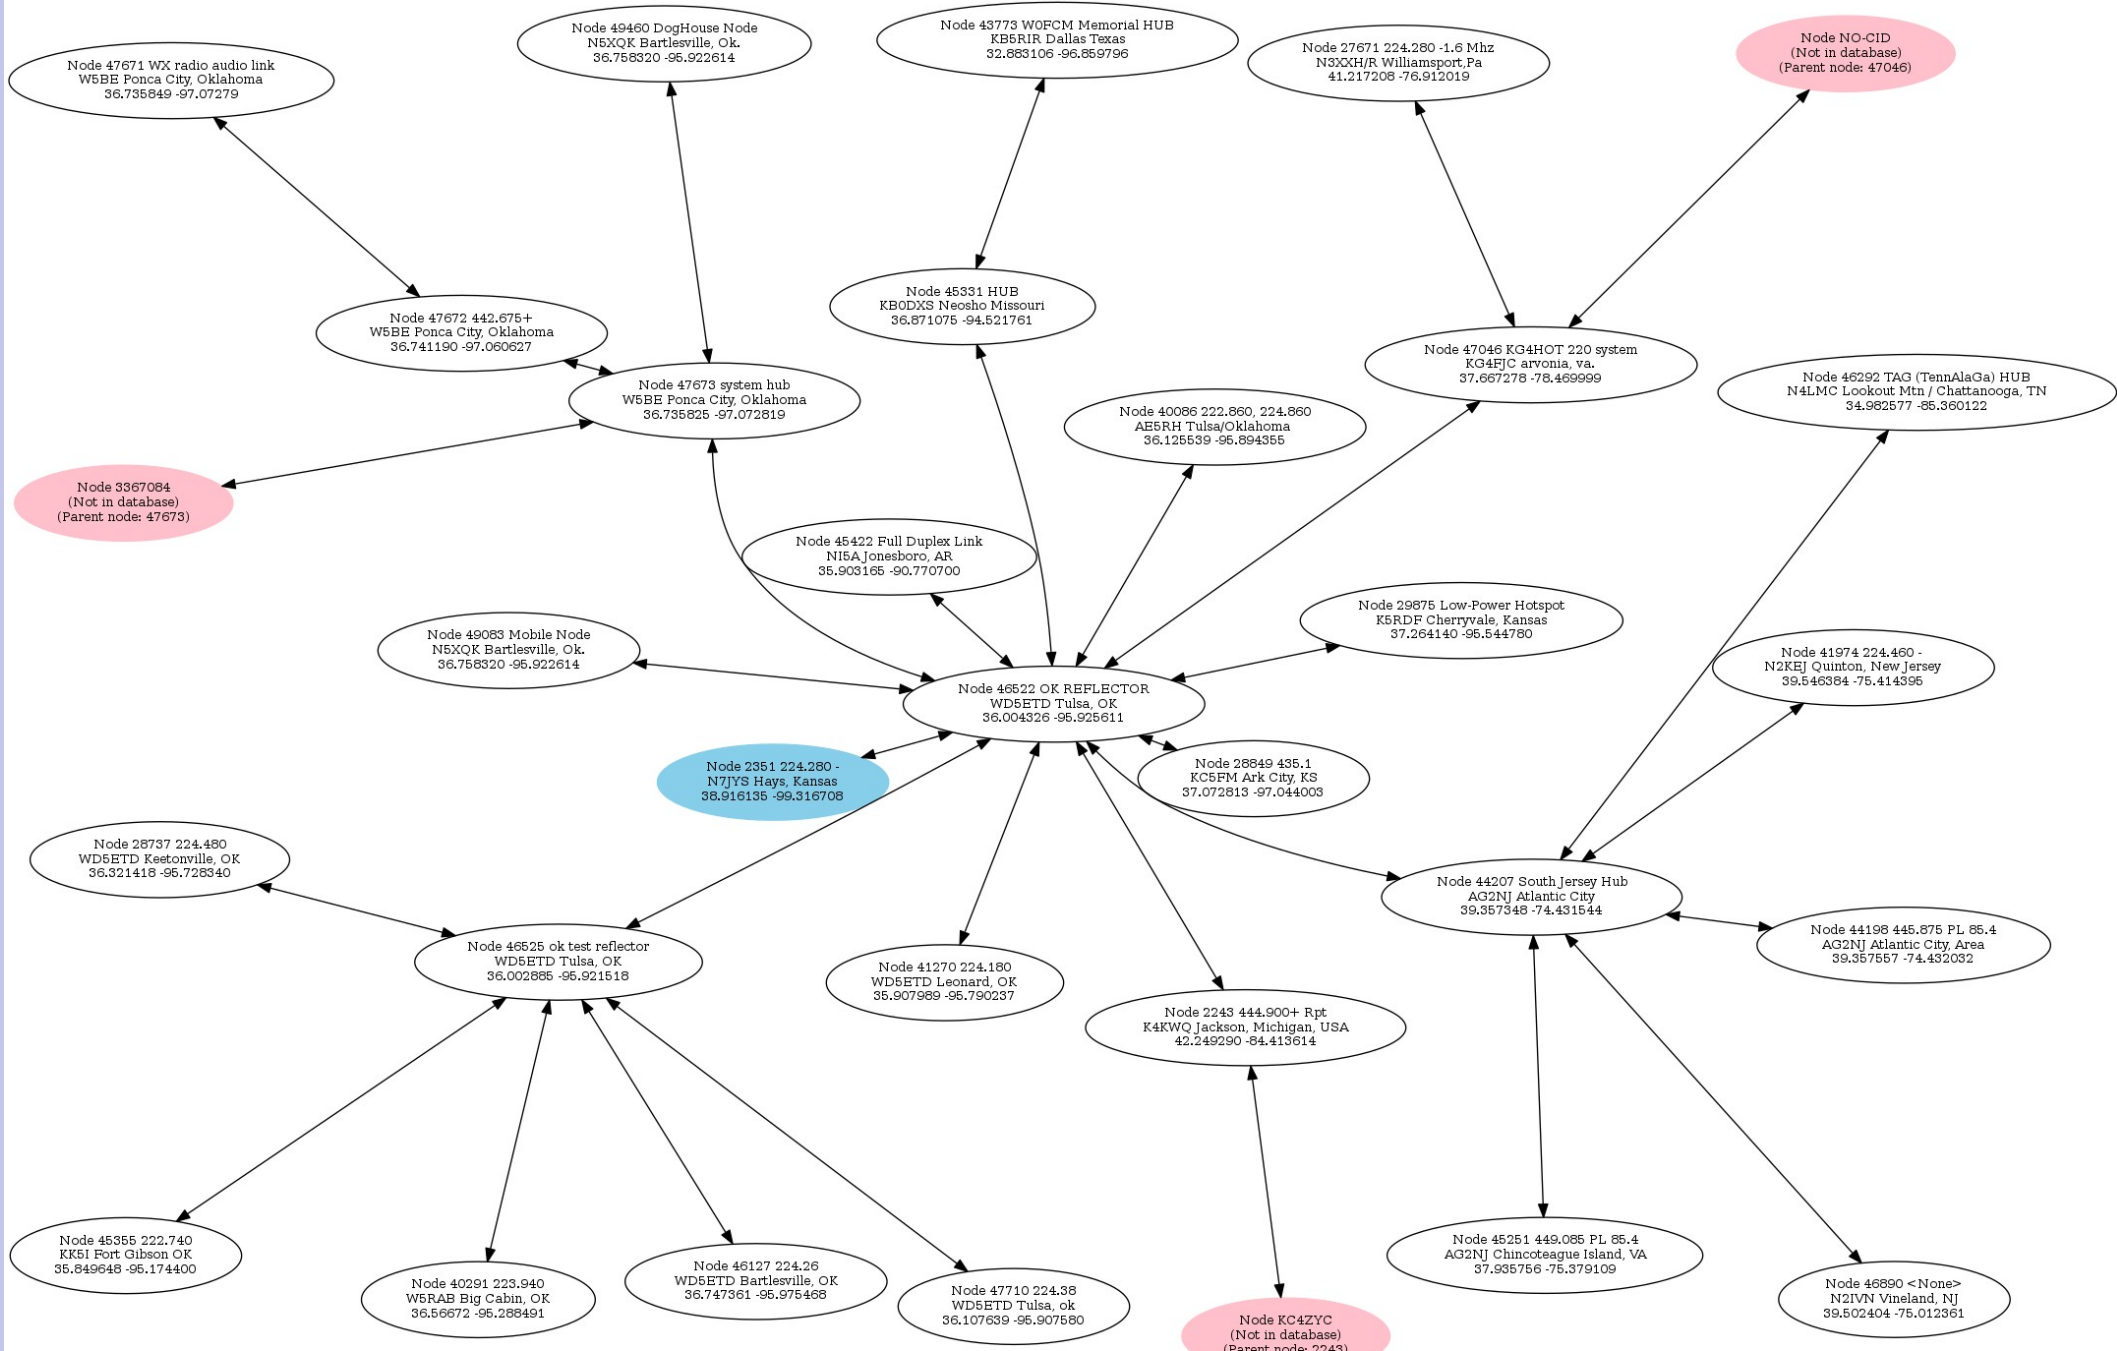 Node 47671 WX radio audio link
W5BE Ponca City, Oklahoma
36.735849 -97.07279
Node 49460 DogHouse Node
N5XQK Bartlesville, Ok.
36.758320 -95.922614
Node 43773 W0FCM Memorial HUB
KB5RIR Dallas Texas
32.883106 -96.859796
Node 27671 224.280 -1.6 Mhz
N3XXH/R Williamsport,Pa
41.217208 -76.912019
Node NO-CID
(Not in database)
(Parent node: 47046)
Node 47672 442.675+
W5BE Ponca City, Oklahoma
36.741190 -97.060627
Node 45331 HUB
KB0DXS Neosho Missouri
36.871075 -94.521761
Node 47673 system hub
W5BE Ponca City, Oklahoma
36.735825 -97.072819
Node 47046 KG4HOT 220 system
KG4FJC arvonia, va.
37.667278 -78.469999
Node 46292 TAG (TennAlaGa) HUB
N4LMC Lookout Mtn / Chattanooga, TN
34.982577 -85.360122
Node 40086 222.860, 224.860
AE5RH Tulsa/Oklahoma
36.125539 -95.894355
Node 3367084
(Not in database)
(Parent node: 47673)
Node 45422 Full Duplex Link
NI5A Jonesboro, AR
35.903165 -90.770700
Node 49083 Mobile Node
N5XQK Bartlesville, Ok.
36.758320 -95.922614
Node 29875 Low-Power Hotspot
K5RDF Cherryvale, Kansas
37.264140 -95.544780
Node 41974 224.460 -
N2KEJ Quinton, New Jersey
39.546384 -75.414395
Node 46522 OK REFLECTOR
WD5ETD Tulsa, OK
36.004326 -95.925611
Node 2351 224.280 -
N7JYS Hays, Kansas
38.916135 -99.316708
Node 28849 435.1
KC5FM Ark City, KS
37.072813 -97.044003
Node 28737 224.480
WD5ETD Keetonville, OK
36.321418 -95.728340
Node 44207 South Jersey Hub
AG2NJ Atlantic City
39.357348 -74.431544
Node 44198 445.875 PL 85.4
AG2NJ Atlantic City, Area
39.357557 -74.432032
Node 46525 ok test reflector
WD5ETD Tulsa, OK
36.002885 -95.921518
Node 41270 224.180
WD5ETD Leonard, OK
35.907989 -95.790237
Node 2243 444.900+ Rpt
K4KWQ Jackson, Michigan, USA
42.249290 -84.413614
Node 45355 222.740
KK5I Fort Gibson OK
35.849648 -95.174400
Node 40291 223.940
W5RAB Big Cabin, OK
36.56672 -95.288491
Node 46127 224.26
WD5ETD Bartlesville, OK
36.747361 -95.975468
Node 47710 224.38
WD5ETD Tulsa, ok
36.107639 -95.907580
Node KC4ZYC
(Not in database)
(Parent node: 2243)
Node 45251 449.085 PL 85.4
AG2NJ Chincoteague Island, VA
37.935756 -75.379109
Node 46890 <None>
N2IVN Vineland, NJ
39.502404 -75.012361